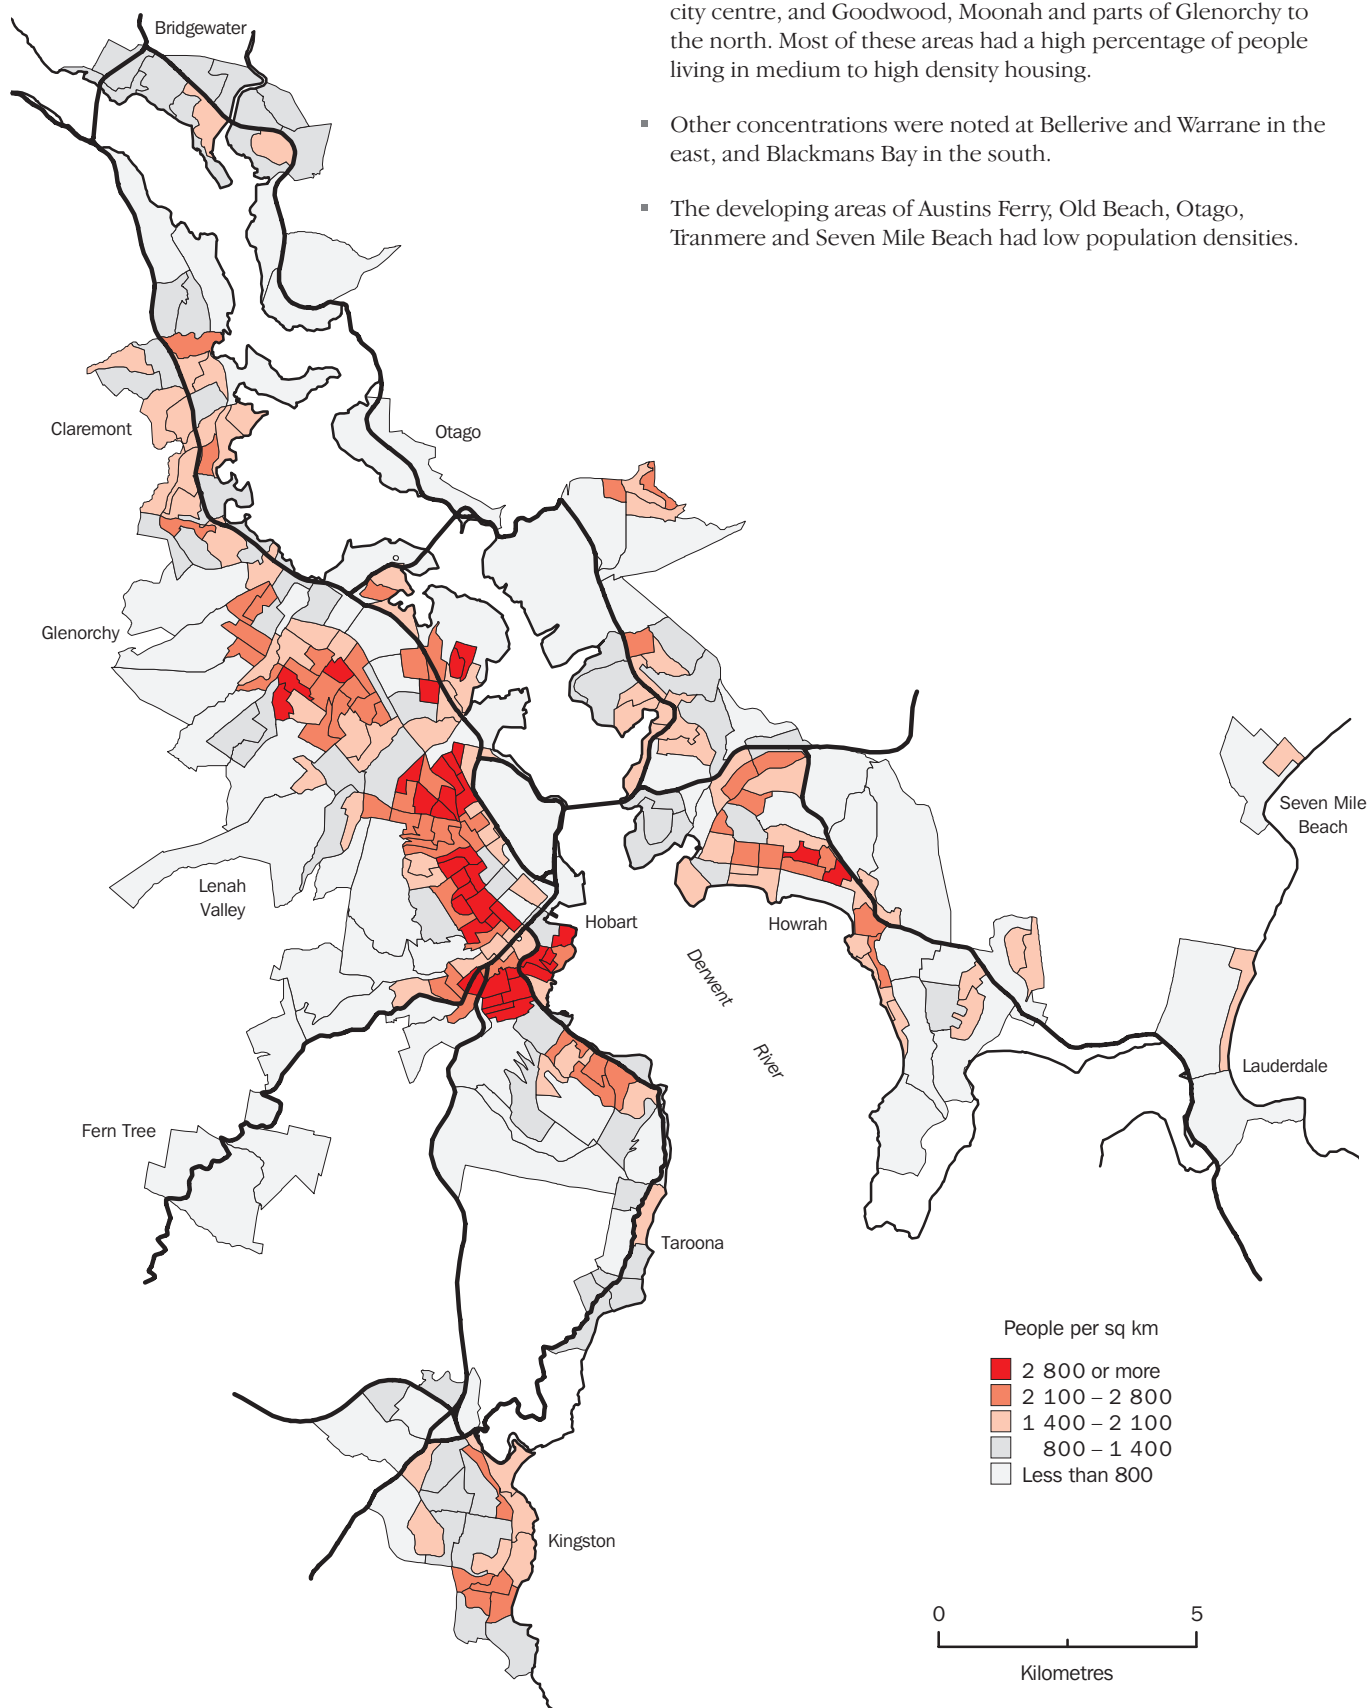 city centre, and Goodwood, Moonah and parts of Glenorchy to
the north. Most of these areas had a high percentage of people
living in medium to high density housing.
▪ Other concentrations were noted at Bellerive and Warrane in the
east, and Blackmans Bay in the south.
▪ The developing areas of Austins Ferry, Old Beach, Otago,
Tranmere and Seven Mile Beach had low population densities.
Bridgewater
Claremont
Otago
Glenorchy
Seven Mile
Beach
Lenah
Valley
Hobart
Howrah
Derwent
River
Lauderdale
Fern Tree
Taroona
People per sq km
2 800 or more
2 100 – 2 800
1 400 – 2 100
800 – 1 400
Less than 800
Kingston
0 5
Kilometres